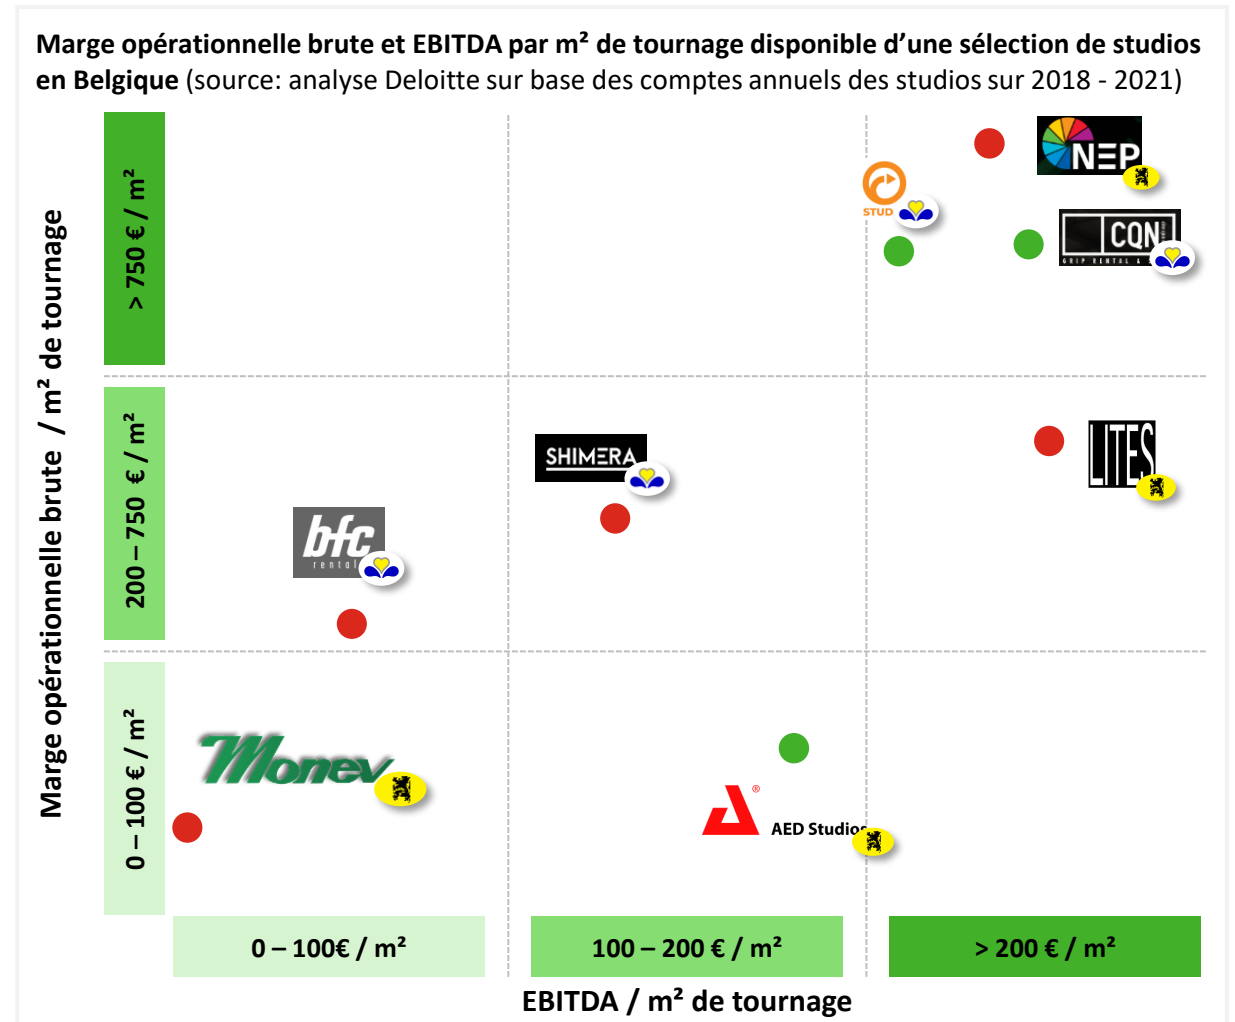 Marge opérationnelle brute et EBITDA par m² de tournage disponible d’une sélection de studios
en Belgique (source: analyse Deloitte sur base des comptes annuels des studios sur 2018 - 2021)
Marge opérationnelle brute / m² de tournage
> 750 € / m²
NEP
STUD
CQN
GRIP RENTAL &
200 – 750 € / m²
SHIMERA
LITES
bfc
rental
0 – 100 € / m²
Monev
®
AED Studios
0 – 100€ / m²
100 – 200 € / m²
> 200 € / m²
EBITDA / m² de tournage